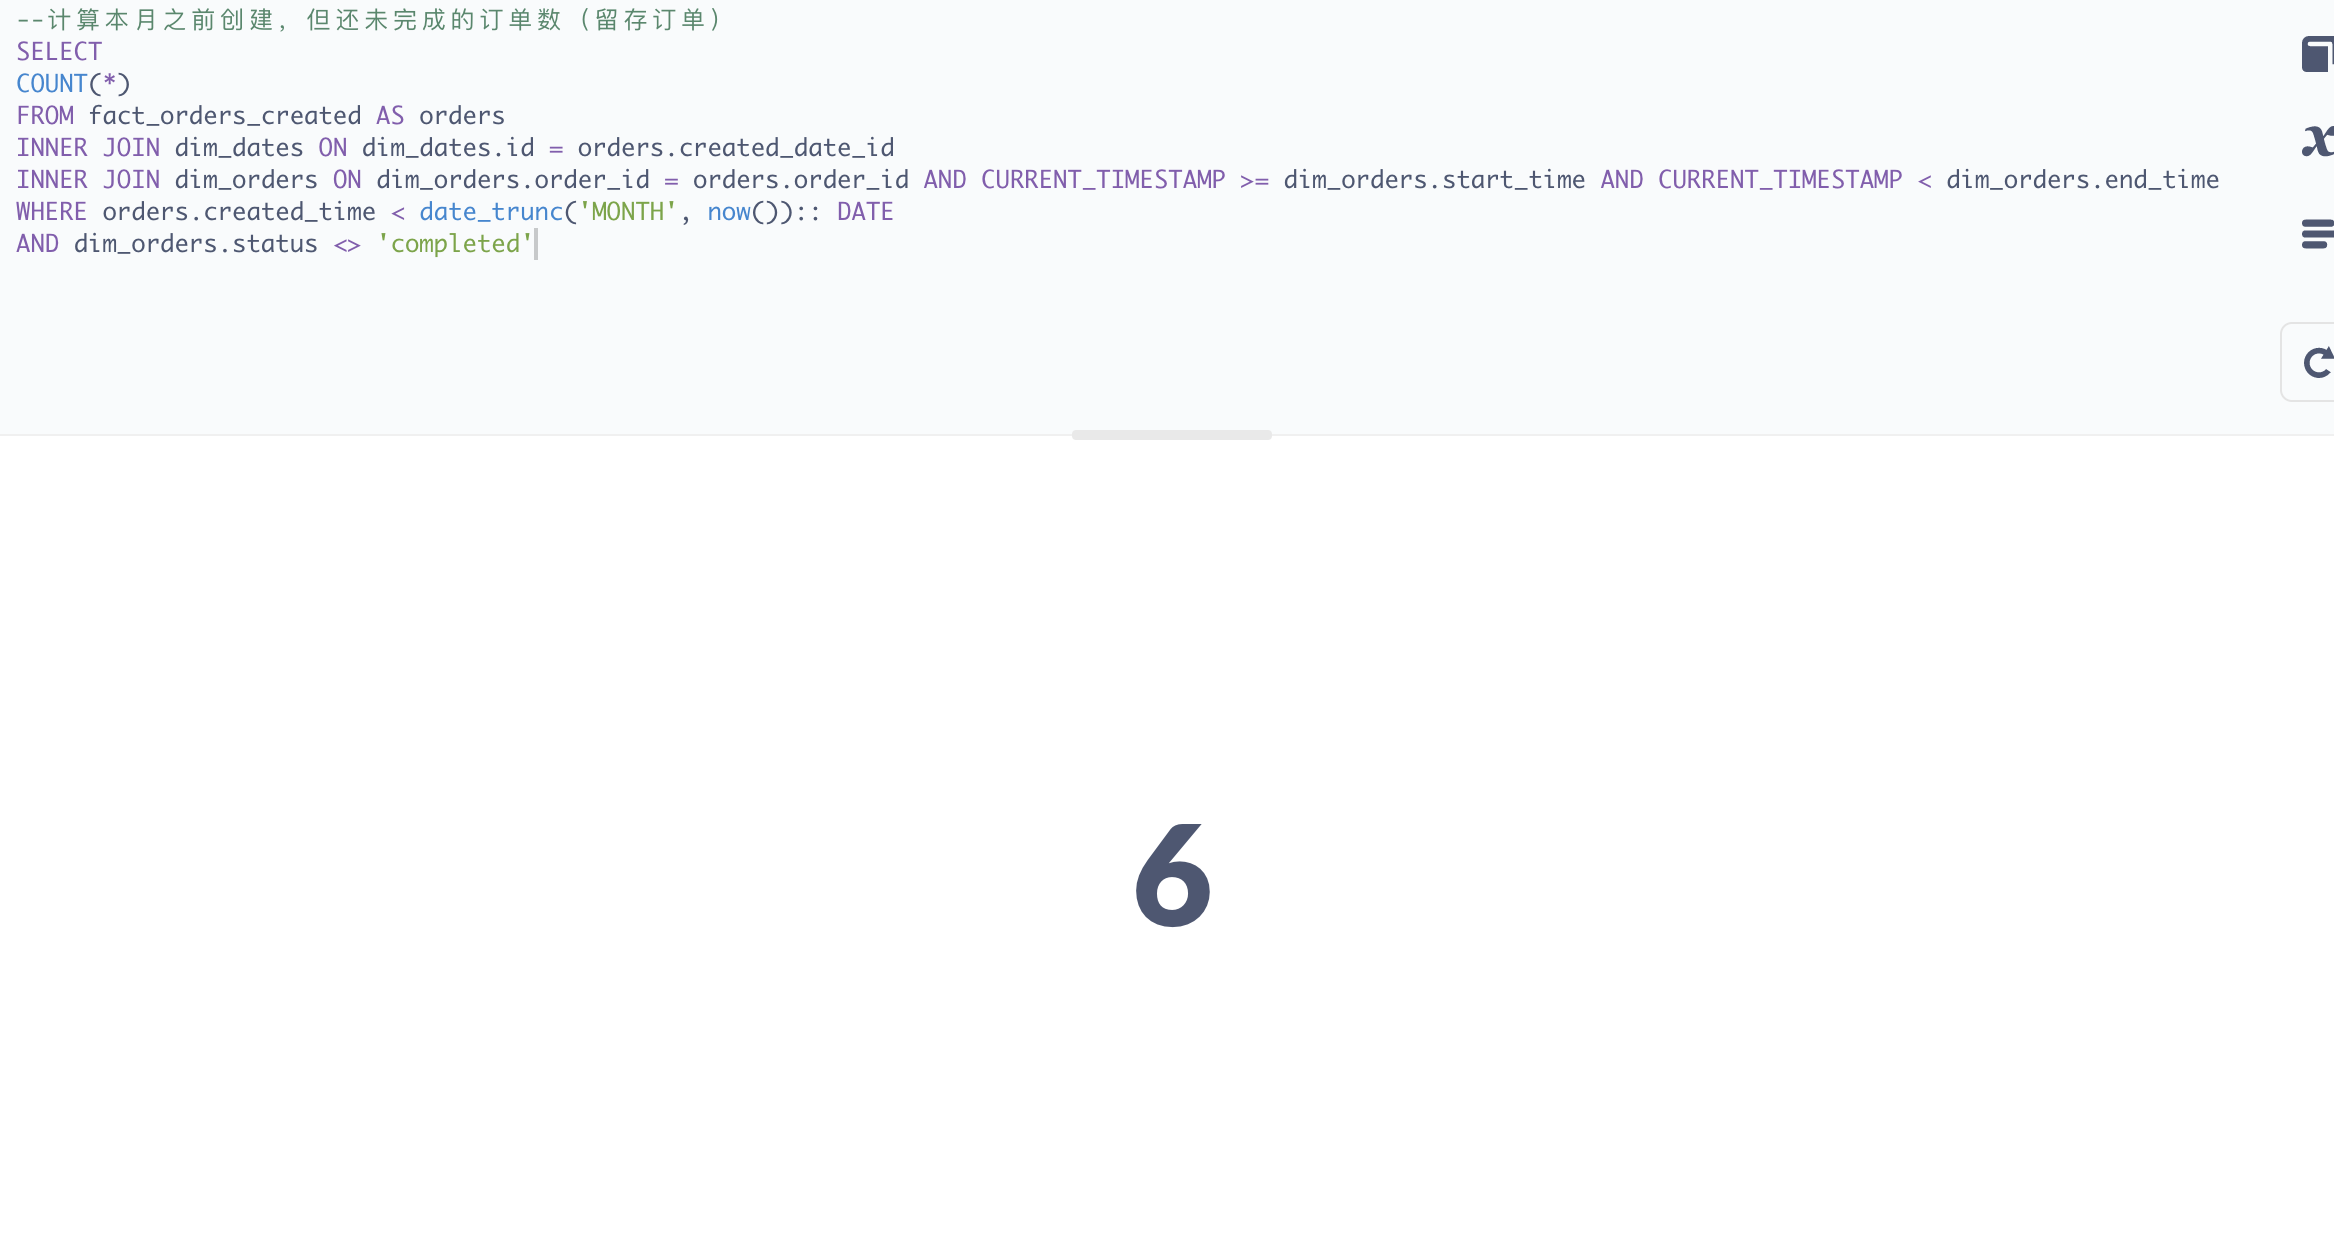 --计算本月之前创建，但还未完成的订单数（留存订单）
SELECT
COUNT(*)
FROM fact_orders_created AS orders
INNER JOIN dim_dates ON dim_dates.id = orders.created_date_id
INNER JOIN dim_orders ON dim_orders.order_id = orders.order_id AND CURRENT_TIMESTAMP >= dim_orders.start_time AND CURRENT_TIMESTAMP < dim_orders.end_time
WHERE orders.created_time < date_trunc('MONTH', now()):: DATE
AND dim_orders.status <> 'completed'
6